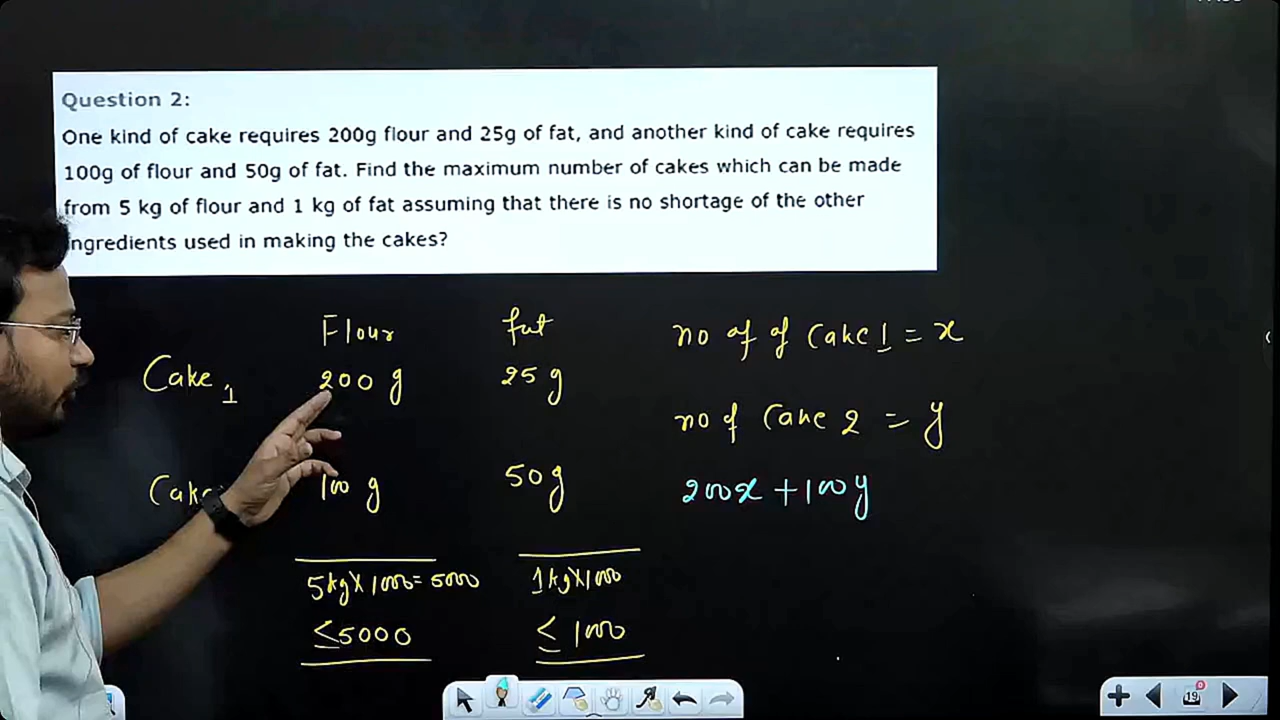 Question 2:
One kind of cake requires 200g flour and 25g of fat, and another kind of cake requires
100g of flour and 50g of fat. Find the maximum number of cakes which can be made
from 5 kg of flour and 1 kg of fat assuming that there is no shortage of the other
ingredients used in making the cakes?
Flour fat no of of Cake 1 = x
Cake 1 200 g 25 g
no of Cake 2 = y
Cake 100 g 50 g 200x + 100y
5kg×1000=5000 1kg×1000
≤5000 ≤ 1000
19